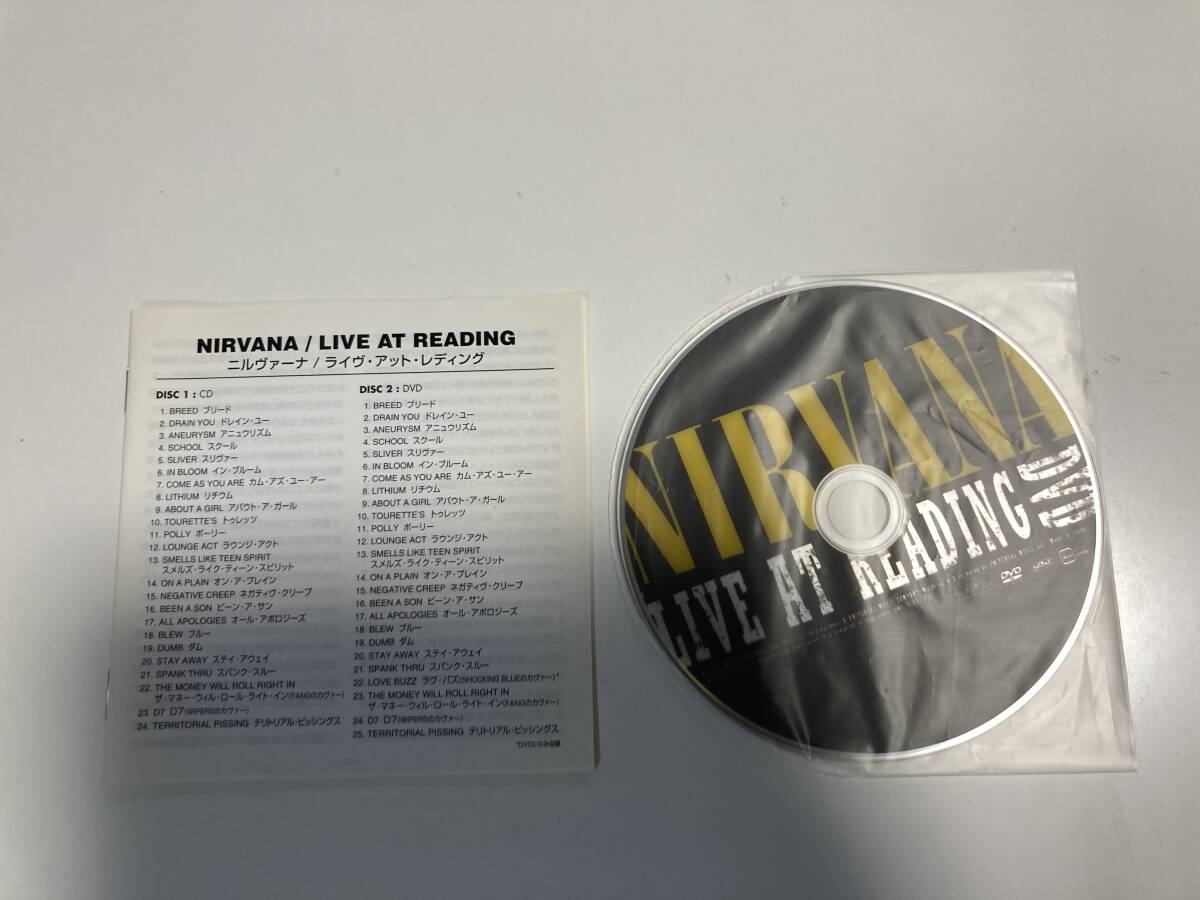 NIRVANA / LIVE AT READING
ニルヴァーナ / ライヴ・アット・レディング
DISC 1 : CD
1. BREED ブリード
2. DRAIN YOU ドレイン・ユー
3. ANEURYSM アニュウリズム
4. SCHOOL スクール
5. SLIVER スリヴァー
6. IN BLOOM イン・ブルーム
7. COME AS YOU ARE カム・アズ・ユー・アー
8. LITHIUM リチウム
9. ABOUT A GIRL アバウト・ア・ガール
10. TOURETTE'S トゥレッツ
11. POLLY ポーリー
12. LOUNGE ACT ラウンジ・アクト
13. SMELLS LIKE TEEN SPIRIT
スメルズ・ライク・ティーン・スピリット
14. ON A PLAIN オン・ア・プレイン
15. NEGATIVE CREEP ネガティヴ・クリープ
16. BEEN A SON ビーン・ア・サン
17. ALL APOLOGIES オール・アポロジーズ
18. BLEW ブルー
19. DUMB ダム
20. STAY AWAY ステイ・アウェイ
21. SPANK THRU スパンク・スルー
22. THE MONEY WILL ROLL RIGHT IN
ザ・マネー・ウィル・ロール・ライト・イン(FANGのカヴァー)
23. D7 D7(WIPERSのカヴァー)
24. TERRITORIAL PISSING テリトリアル・ピッシングス
DISC 2 : DVD
1. BREED ブリード
2. DRAIN YOU ドレイン・ユー
3. ANEURYSM アニュウリズム
4. SCHOOL スクール
5. SLIVER スリヴァー
6. IN BLOOM イン・ブルーム
7. COME AS YOU ARE カム・アズ・ユー・アー
8. LITHIUM リチウム
9. ABOUT A GIRL アバウト・ア・ガール
10. TOURETTE'S トゥレッツ
11. POLLY ポーリー
12. LOUNGE ACT ラウンジ・アクト
13. SMELLS LIKE TEEN SPIRIT
スメルズ・ライク・ティーン・スピリット
14. ON A PLAIN オン・ア・プレイン
15. NEGATIVE CREEP ネガティヴ・クリープ
16. BEEN A SON ビーン・ア・サン
17. ALL APOLOGIES オール・アポロジーズ
18. BLEW ブルー
19. DUMB ダム
20. STAY AWAY ステイ・アウェイ
21. SPANK THRU スパンク・スルー
22. LOVE BUZZ ラヴ・バズ(SHOCKING BLUEのカヴァー)*
23. THE MONEY WILL ROLL RIGHT IN
ザ・マネー・ウィル・ロール・ライト・イン(FANGのカヴァー)
24. D7 D7(WIPERSのカヴァー)
25. TERRITORIAL PISSING テリトリアル・ピッシングス
*DVDにのみ収録
NIRVANA
LIVE AT READING
DVD
DVD